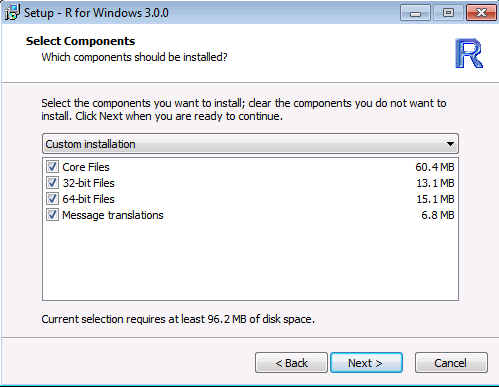 Setup - R for Windows 3.0.0
Select Components
Which components should be installed?
R
Select the components you want to install; clear the components you do not want to
install. Click Next when you are ready to continue.
Custom installation
Core Files 60.4 MB
32-bit Files 13.1 MB
64-bit Files 15.1 MB
Message translations 6.8 MB
Current selection requires at least 96.2 MB of disk space.
< Back Next > Cancel